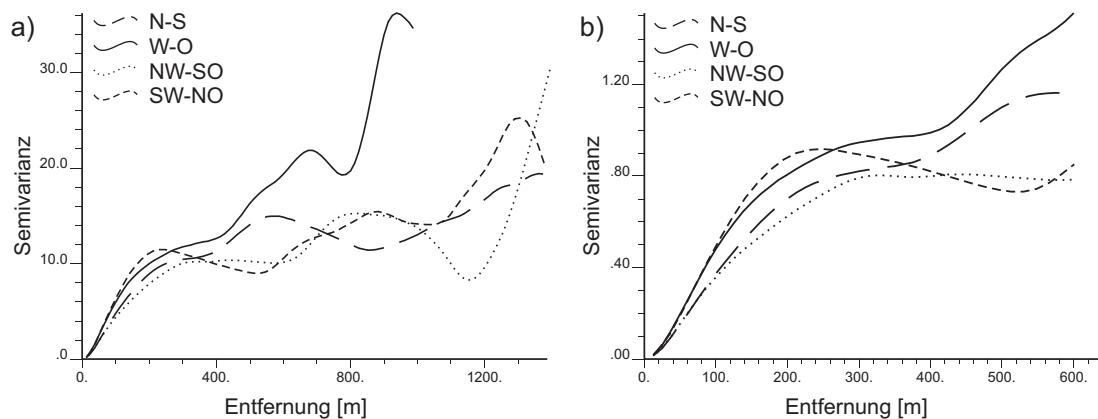 a)
N-S
W-O
NW-SO
SW-NO
Semivarianz
30.0
20.0
10.0
.0
0. 400. 800. 1200.
Entfernung [m]
b)
N-S
W-O
NW-SO
SW-NO
Semivarianz
1.20
.80
.40
.00
0. 100. 200. 300. 400. 500. 600.
Entfernung [m]